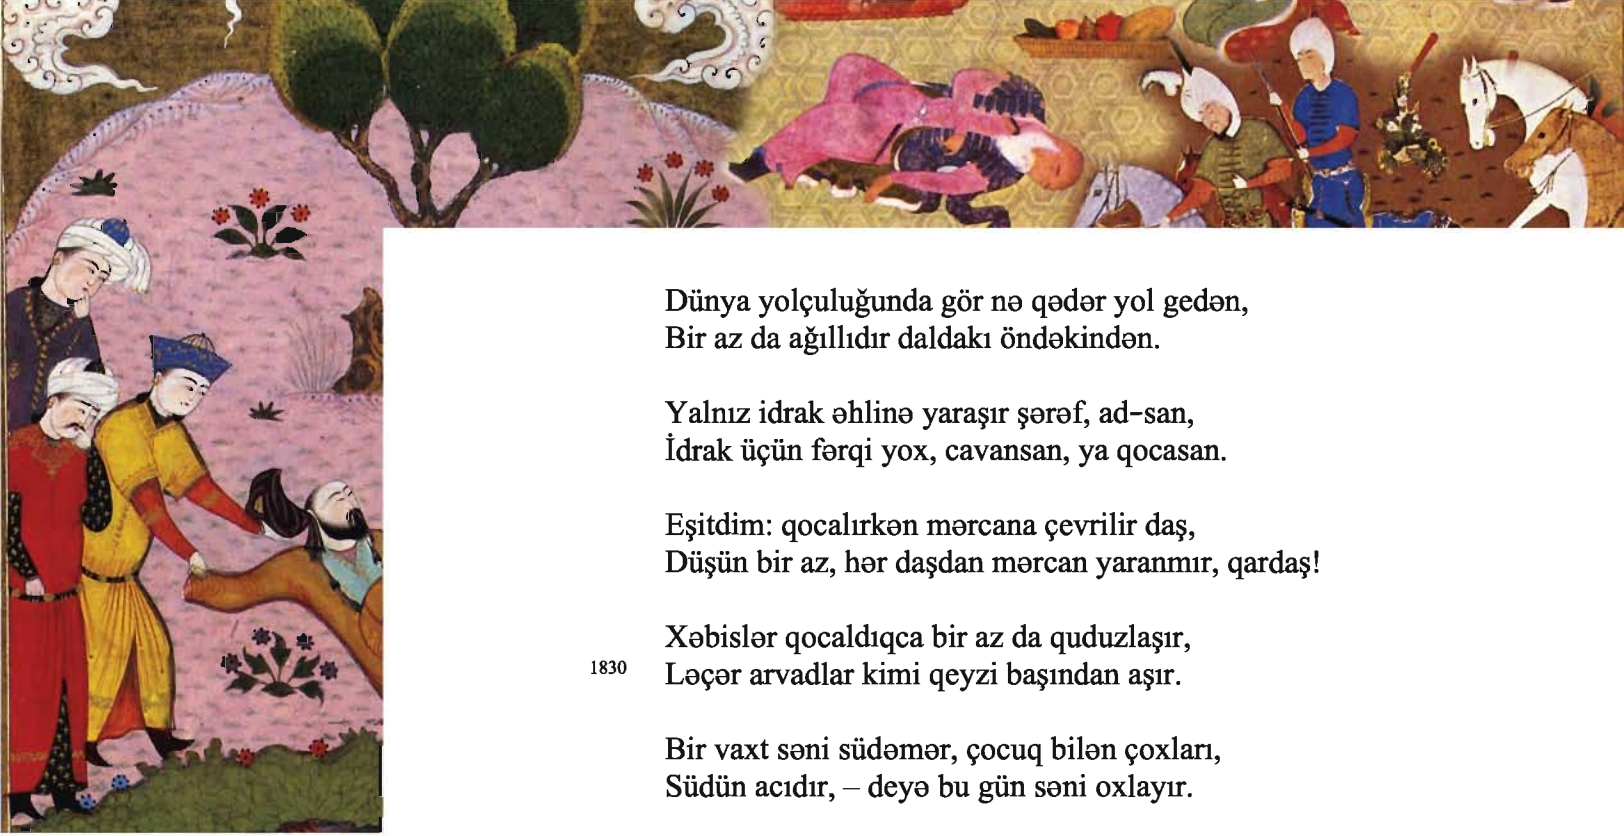 Dünya yolçuluğunda gör nə qədər yol gedən,
Bir az da ağıllıdır daldakı öndəkindən.
Yalnız idrak əhlinə yaraşır şərəf, ad-san,
İdrak üçün fərqi yox, cavansan, ya qocasan.
Eşitdim: qocalırkən mərcana çevrilir daş,
Düşün bir az, hər daşdan mərcan yaranmır, qardaş!
Xəbislər qocaldıqca bir az da quduzlaşır,
1830 Ləçər arvadlar kimi qeyzi başından aşır.
Bir vaxt səni südəmər, çocuq bilən çoxları,
Südün acıdır, – deyə bu gün səni oxlayır.